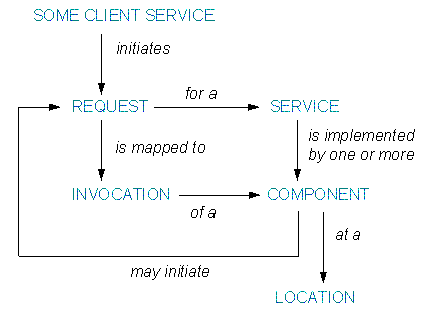 SOME CLIENT SERVICE
initiates
REQUEST
for a
SERVICE
is mapped to
is implemented
by one or more
INVOCATION
of a
COMPONENT
at a
may initiate
LOCATION